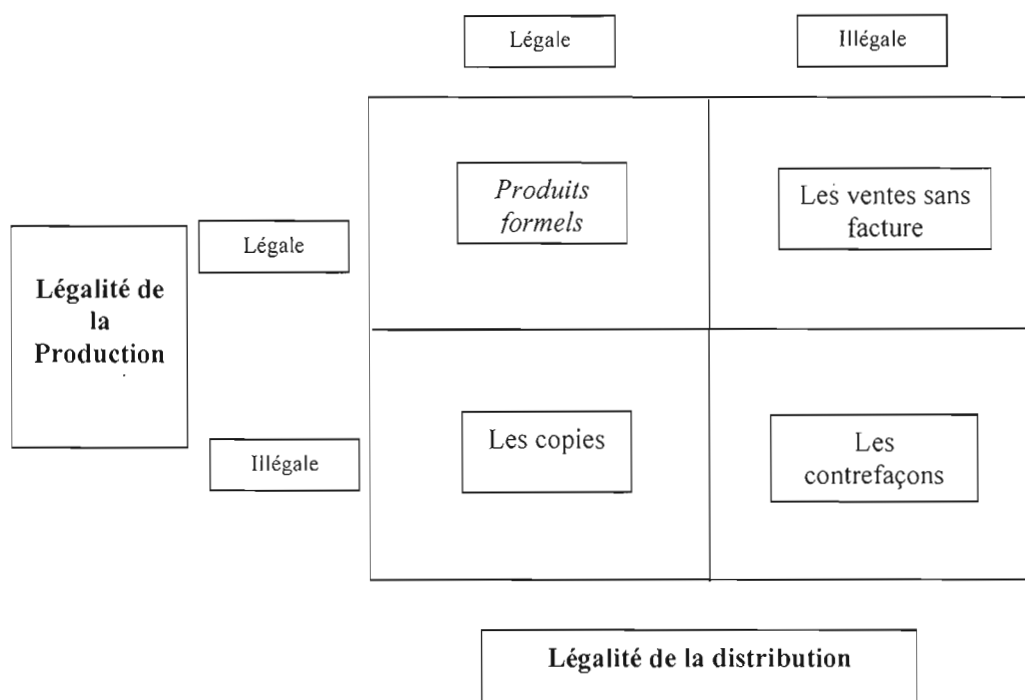 Légale
Illégale
Produits
formels
Les ventes sans
facture
Légale
Légalité de
la
Production
Les copies
Les
contrefaçons
Illégale
Légalité de la distribution